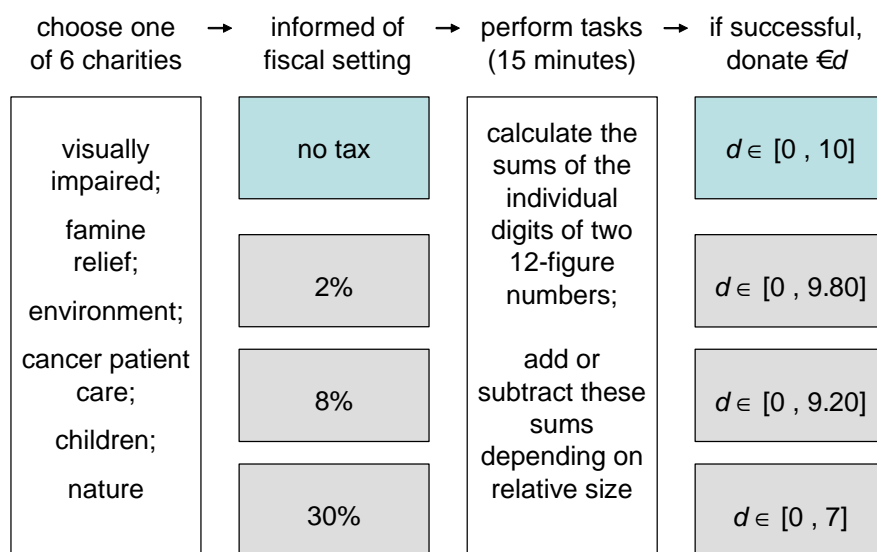 choose one → informed of → perform tasks → if successful,
of 6 charities fiscal setting (15 minutes) donate €d
visually
impaired;
famine
relief;
environment;
cancer patient
care;
children;
nature
no tax
2%
8%
30%
calculate the
sums of the
individual
digits of two
12-figure
numbers;
add or
subtract these
sums
depending on
relative size
d ∈ [0 , 10]
d ∈ [0 , 9.80]
d ∈ [0 , 9.20]
d ∈ [0 , 7]